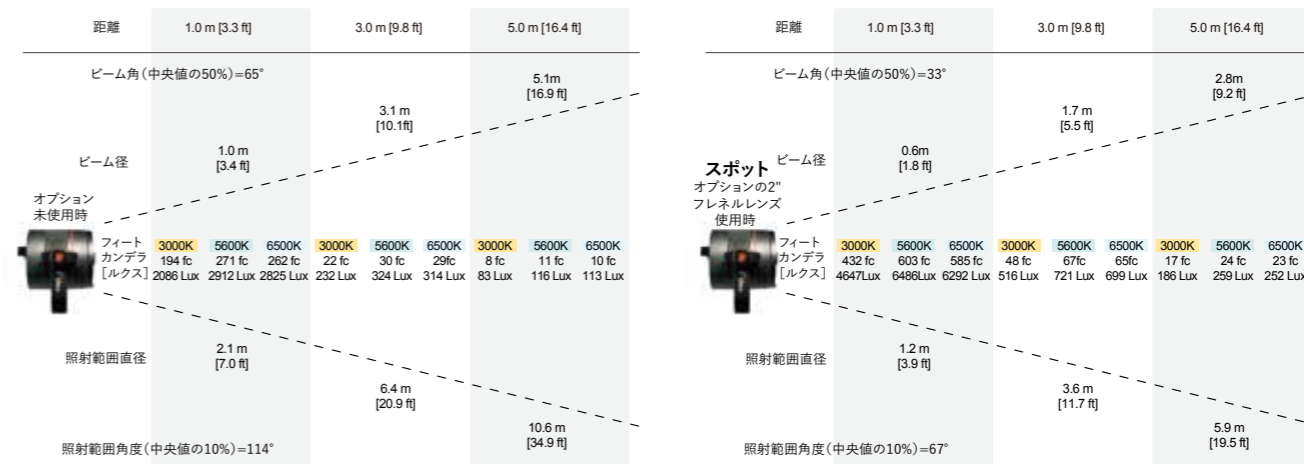 距離 1.0 m [3.3 ft] 3.0 m [9.8 ft] 5.0 m [16.4 ft]
ビーム角(中央値の50%)=65°
5.1m
[16.9 ft]
3.1 m
[10.1ft]
1.0 m
[3.4 ft]
ビーム径
オプション
未使用時
フィート 3000K 5600K 6500K 3000K 5600K 6500K 3000K 5600K 6500K
カンデラ 194 fc 271 fc 262 fc 22 fc 30 fc 29fc 8 fc 11 fc 10 fc
[ルクス] 2086 Lux 2912 Lux 2825 Lux 232 Lux 324 Lux 314 Lux 83 Lux 116 Lux 113 Lux
2.1 m
[7.0 ft]
照射範囲直径
6.4 m
[20.9 ft]
10.6 m
[34.9 ft]
照射範囲角度(中央値の10%)=114°
距離 1.0 m [3.3 ft] 3.0 m [9.8 ft] 5.0 m [16.4 ft]
ビーム角(中央値の50%)=33°
2.8m
[9.2 ft]
1.7 m
[5.5 ft]
0.6m
[1.8 ft]
ビーム径
スポット
オプションの2"
フレネルレンズ
使用時
フィート 3000K 5600K 6500K 3000K 5600K 6500K 3000K 5600K 6500K
カンデラ 432 fc 603 fc 585 fc 48 fc 67fc 65fc 17 fc 24 fc 23 fc
[ルクス] 4647Lux 6486Lux 6292 Lux 516 Lux 721 Lux 699 Lux 186 Lux 259 Lux 252 Lux
1.2 m
[3.9 ft]
照射範囲直径
3.6 m
[11.7 ft]
5.9 m
[19.5 ft]
照射範囲角度(中央値の10%)=67°